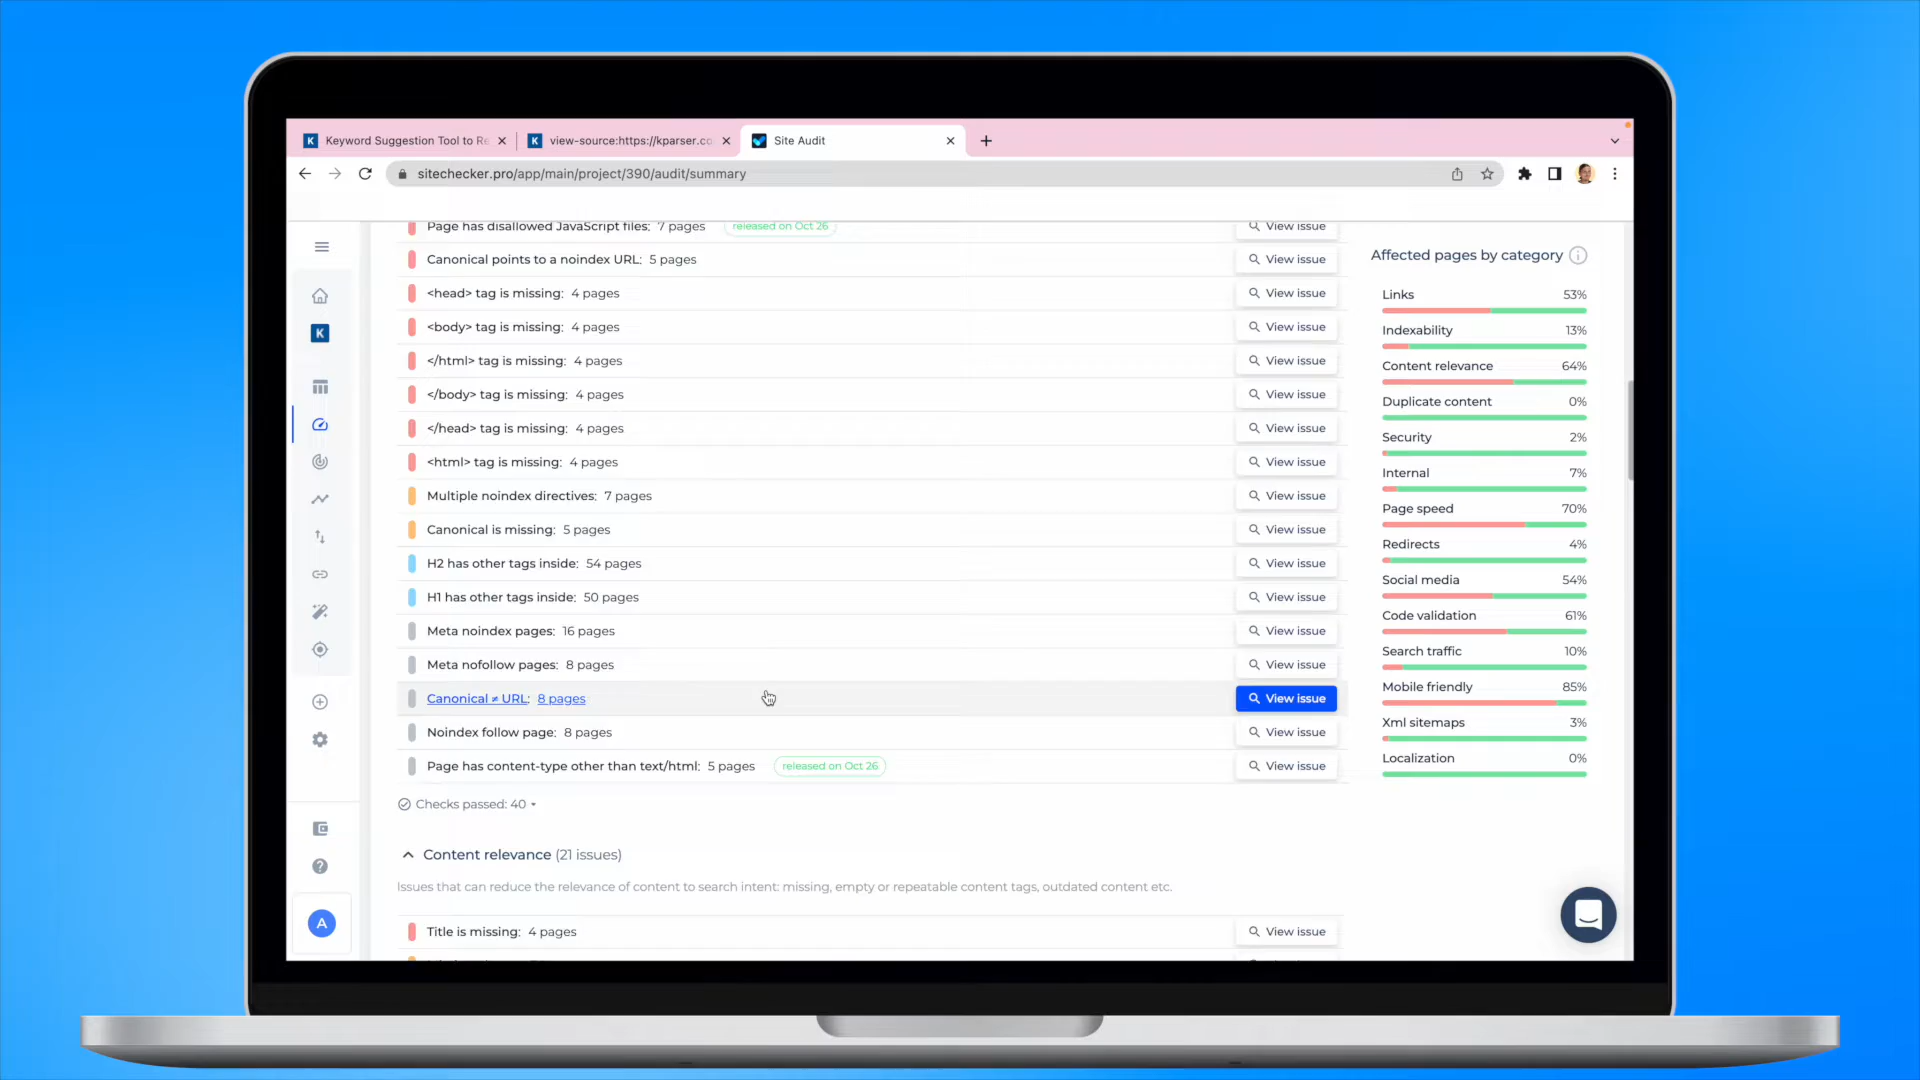 Keyword Suggestion Tool to Re
view-source:https://kparser.co
Site Audit
sitechecker.pro/app/main/project/390/audit/summary
Page has disallowed JavaScript files: 7 pages released on Oct 26 View issue
Canonical points to a noindex URL: 5 pages View issue
<head> tag is missing: 4 pages View issue
<body> tag is missing: 4 pages View issue
</html> tag is missing: 4 pages View issue
</body> tag is missing: 4 pages View issue
</head> tag is missing: 4 pages View issue
<html> tag is missing: 4 pages View issue
Multiple noindex directives: 7 pages View issue
Canonical is missing: 5 pages View issue
H2 has other tags inside: 54 pages View issue
H1 has other tags inside: 50 pages View issue
Meta noindex pages: 16 pages View issue
Meta nofollow pages: 8 pages View issue
Canonical ≠ URL: 8 pages View issue
Noindex follow page: 8 pages View issue
Page has content-type other than text/html: 5 pages released on Oct 26 View issue
Checks passed: 40
Content relevance (21 issues)
Issues that can reduce the relevance of content to search intent: missing, empty or repeatable content tags, outdated content etc.
Title is missing: 4 pages View issue
Affected pages by category
Links 53%
Indexability 13%
Content relevance 64%
Duplicate content 0%
Security 2%
Internal 7%
Page speed 70%
Redirects 4%
Social media 54%
Code validation 61%
Search traffic 10%
Mobile friendly 85%
Xml sitemaps 3%
Localization 0%
K
K
K
A